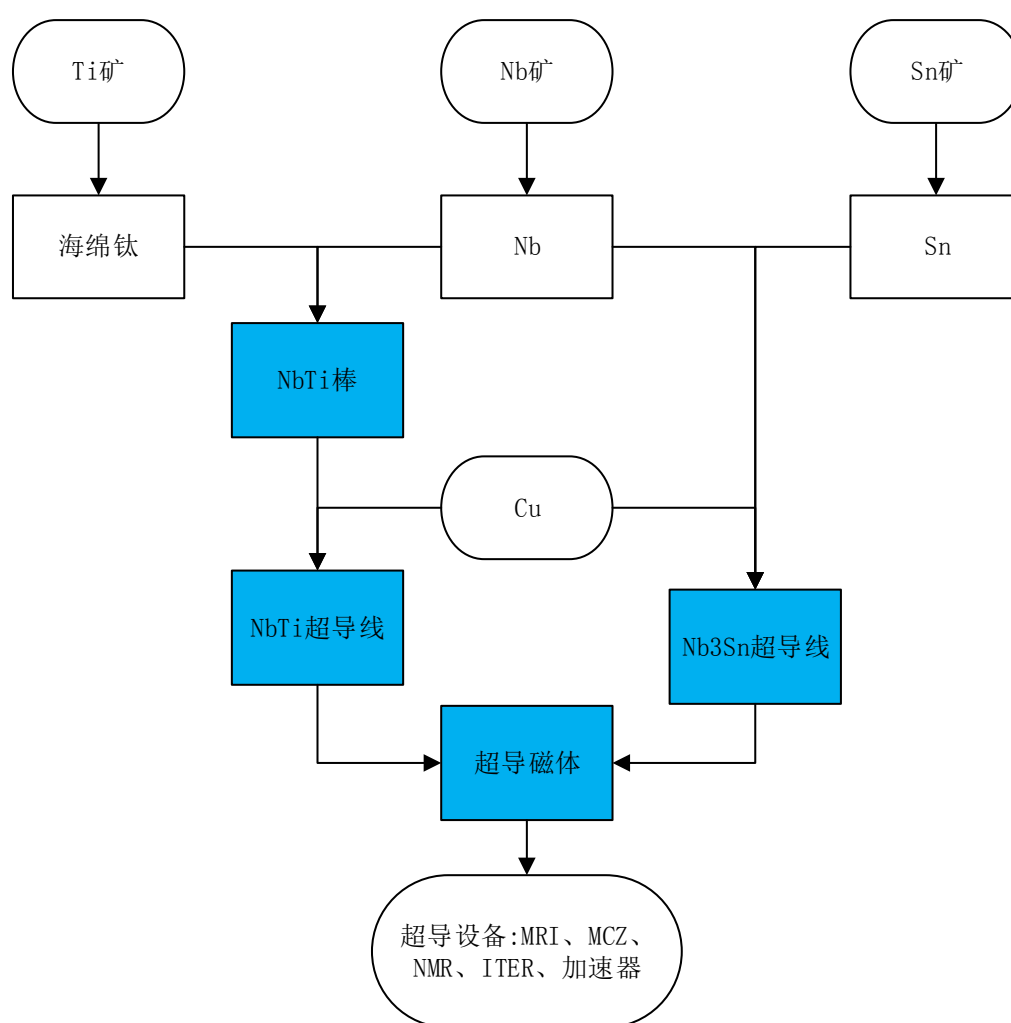 Ti矿
Nb矿
Sn矿
海绵钛
Nb
Sn
NbTi棒
Cu
NbTi超导线
Nb3Sn超导线
超导磁体
超导设备:MRI、MCZ、
NMR、ITER、加速器